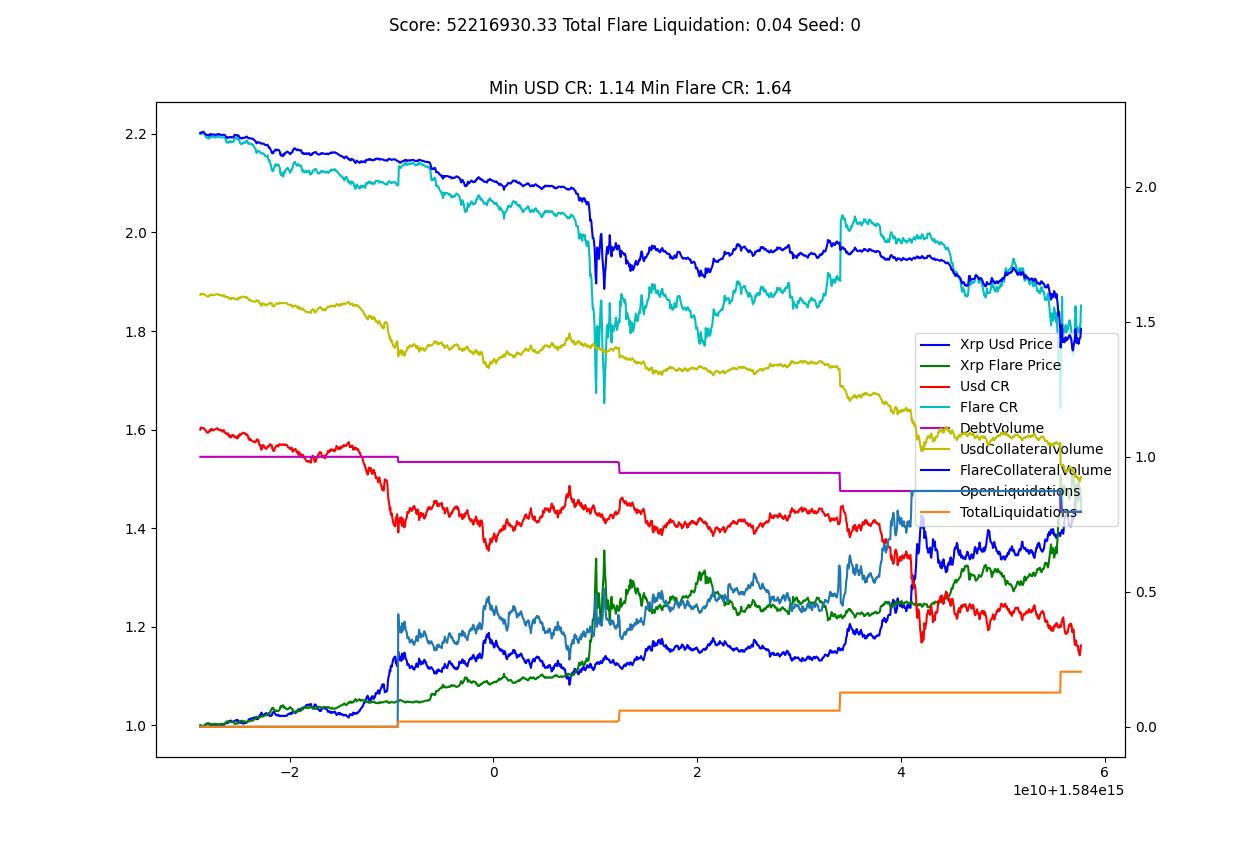 Score: 52216930.33 Total Flare Liquidation: 0.04 Seed: 0
Min USD CR: 1.14 Min Flare CR: 1.64
2.2
2.0
1.8
1.6
1.4
1.2
1.0
2.0
1.5
1.0
0.5
0.0
Xrp Usd Price
Xrp Flare Price
Usd CR
Flare CR
DebtVolume
UsdCollateralVolume
FlareCollateralVolume
OpenLiquidations
TotalLiquidations
−2
0
2
4
6
1e10+1.584e15